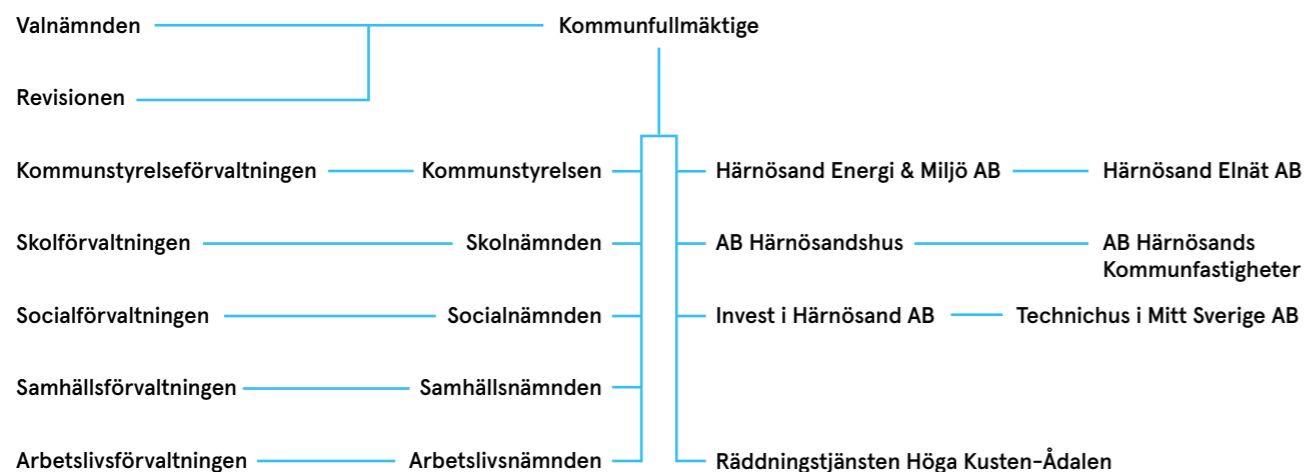 Valnämnden
Kommunfullmäktige
Revisionen
Kommunstyrelseförvaltningen
Kommunstyrelsen
Härnösand Energi & Miljö AB
Härnösand Elnät AB
Skolförvaltningen
Skolnämnden
AB Härnösandshus
AB Härnösands
Kommunfastigheter
Socialförvaltningen
Socialnämnden
Invest i Härnösand AB
Technichus i Mitt Sverige AB
Samhällsförvaltningen
Samhällsnämnden
Arbetslivsförvaltningen
Arbetslivsnämnden
Räddningstjänsten Höga Kusten-Ådalen